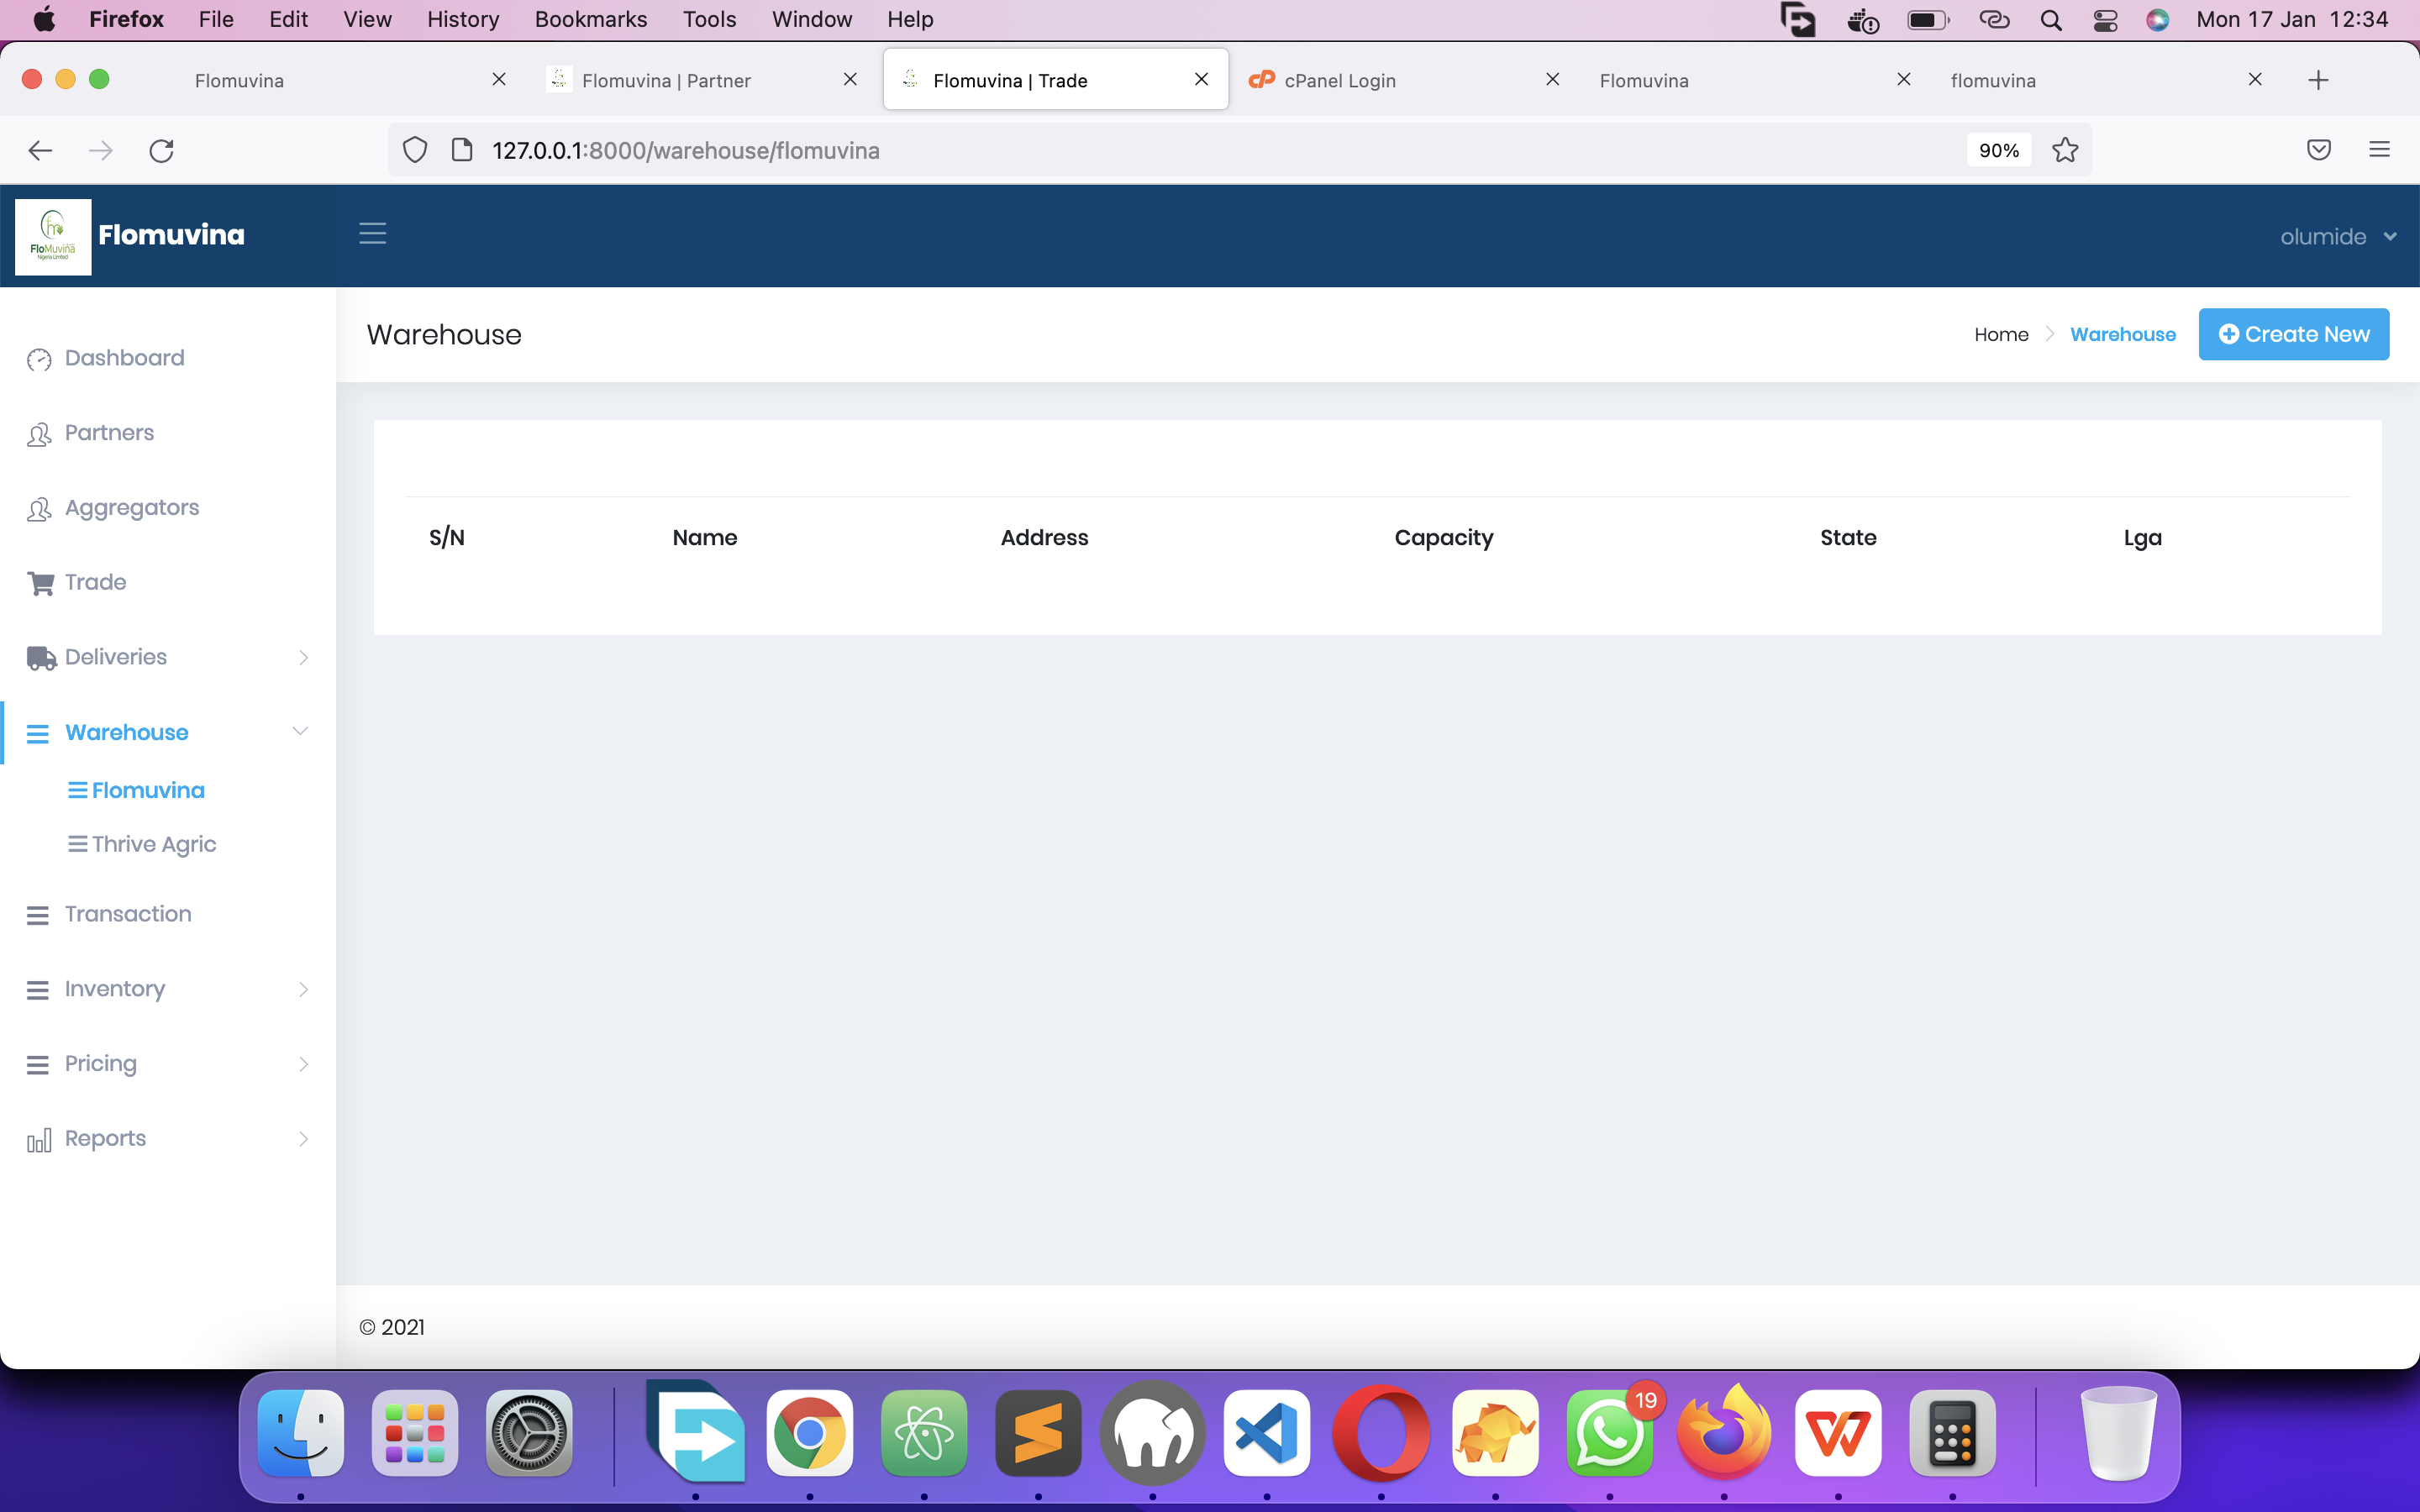 Firefox File Edit View History Bookmarks Tools Window Help Mon 17 Jan 12:34
Flomuvina Flomuvina | Partner Flomuvina | Trade cPanel Login Flomuvina flomuvina
127.0.0.1:8000/warehouse/flomuvina 90%
FloMuvina
Nigeria Limited
Flomuvina
olumide
Warehouse
Home Warehouse Create New
Dashboard
Partners
Aggregators
Trade
Deliveries
Warehouse
Flomuvina
Thrive Agric
Transaction
Inventory
Pricing
Reports
S/N Name Address Capacity State Lga
© 2021
19